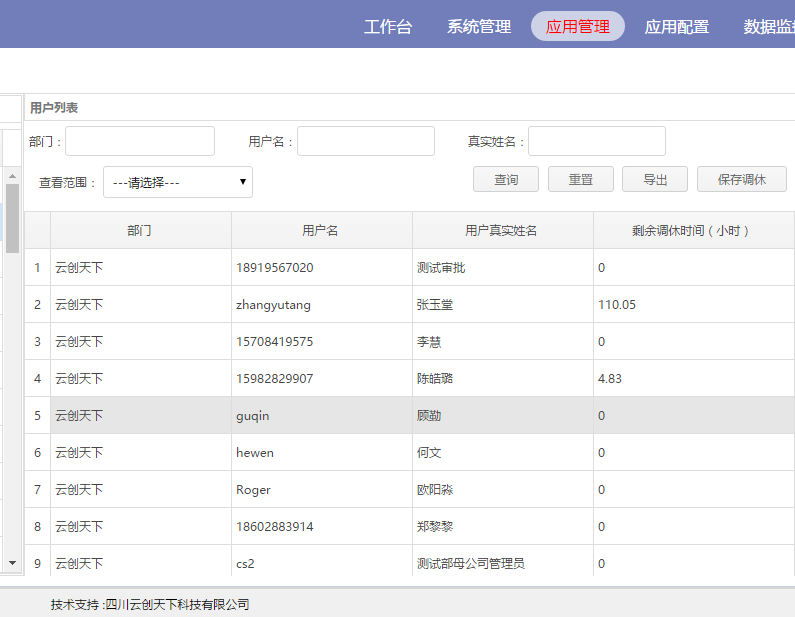 工作台 系统管理 应用管理 应用配置 数据监
用户列表
部门： 用户名： 真实姓名：
查看范围： ---请选择--- 查询 重置 导出 保存调休
部门 用户名 用户真实姓名 剩余调休时间（小时）
1 云创天下 18919567020 测试审批 0
2 云创天下 zhangyutang 张玉堂 110.05
3 云创天下 15708419575 李慧 0
4 云创天下 15982829907 陈皓璐 4.83
5 云创天下 guqin 顾勤 0
6 云创天下 hewen 何文 0
7 云创天下 Roger 欧阳淼 0
8 云创天下 18602883914 郑黎黎 0
9 云创天下 cs2 测试部母公司管理员 0
技术支持:四川云创天下科技有限公司